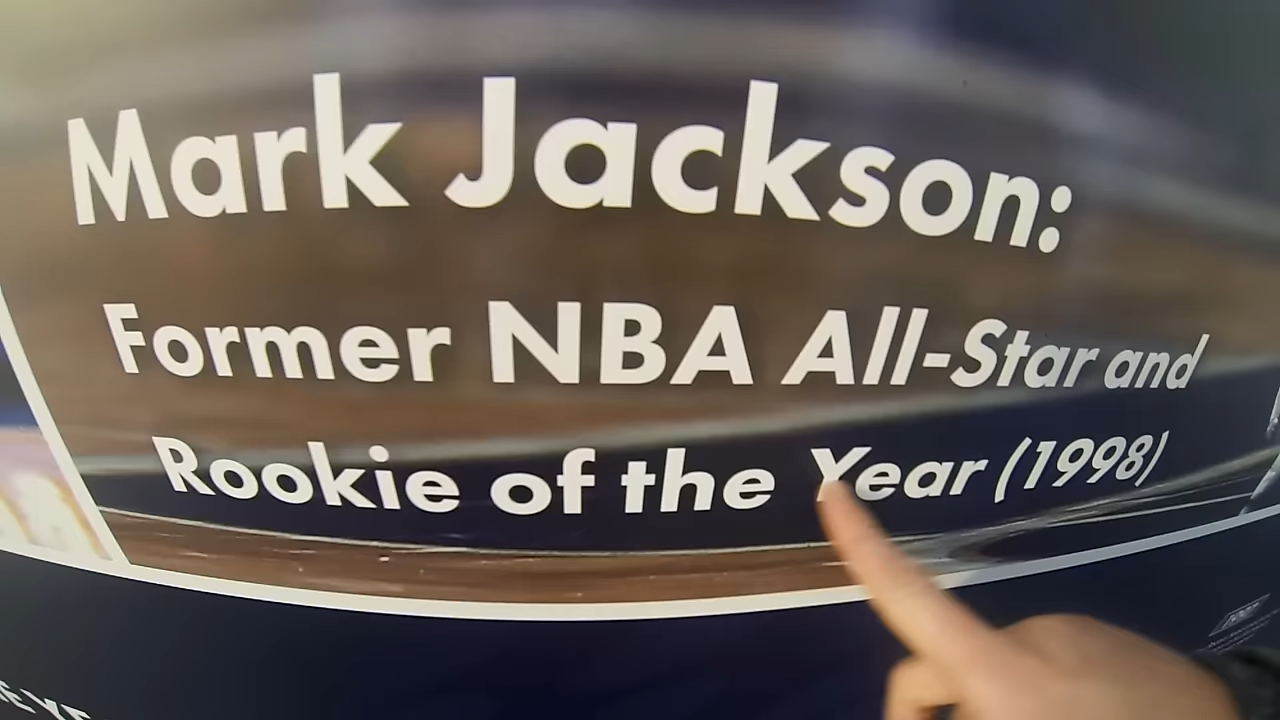 Mark Jackson:
Former NBA All-Star and
Rookie of the Year (1998)